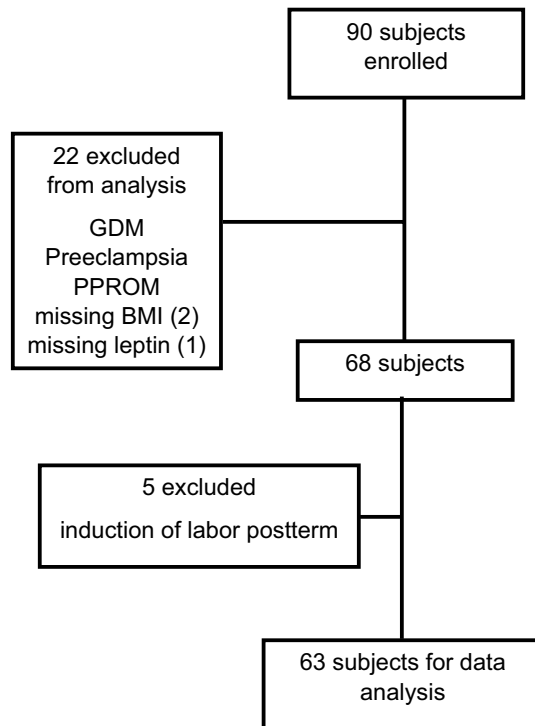 90 subjects
enrolled
22 excluded
from analysis
GDM
Preeclampsia
PPROM
missing BMI (2)
missing leptin (1)
68 subjects
5 excluded
induction of labor postterm
63 subjects for data
analysis